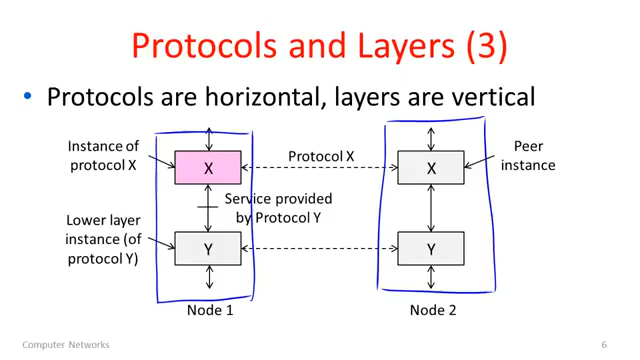 Protocols and Layers (3)
• Protocols are horizontal, layers are vertical
Instance of
protocol X
X
Protocol X
X
Peer
instance
Service provided
by Protocol Y
Lower layer
instance (of
protocol Y)
Y
Y
Node 1
Node 2
Computer Networks
6